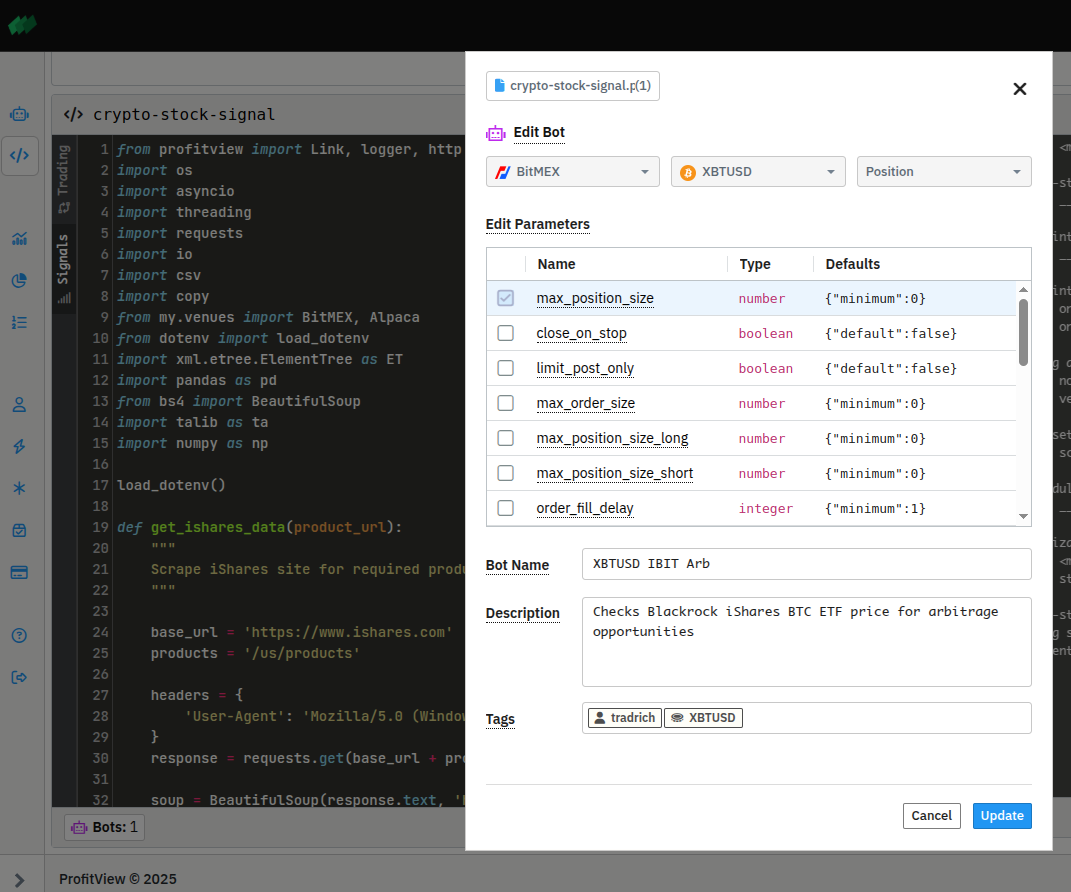 </> crypto-stock-signal
Trading
Signals
1 from profitview import Link, logger, http
2 import os
3 import asyncio
4 import threading
5 import requests
6 import io
7 import csv
8 import copy
9 from my.venues import BitMEX, Alpaca
10 from dotenv import load_dotenv
11 import xml.etree.ElementTree as ET
12 import pandas as pd
13 from bs4 import BeautifulSoup
14 import talib as ta
15 import numpy as np
16
17 load_dotenv()
18
19 def get_ishares_data(product_url):
20     """
21     Scrape iShares site for required produ
22     """
23
24     base_url = 'https://www.ishares.com'
25     products = '/us/products'
26
27     headers = {
28         'User-Agent': 'Mozilla/5.0 (Window
29     }
30     response = requests.get(base_url + pro
31
32     soup = BeautifulSoup(response.text, '
Bots: 1
ProfitView © 2025
crypto-stock-signal.p(1)
Edit Bot
BitMEX XBTUSD Position
Edit Parameters
Name Type Defaults
max_position_size number {"minimum":0}
close_on_stop boolean {"default":false}
limit_post_only boolean {"default":false}
max_order_size number {"minimum":0}
max_position_size_long number {"minimum":0}
max_position_size_short number {"minimum":0}
order_fill_delay integer {"minimum":1}
Bot Name XBTUSD IBIT Arb
Description Checks Blackrock iShares BTC ETF price for arbitrage
opportunities
Tags tradrich XBTUSD
Cancel Update